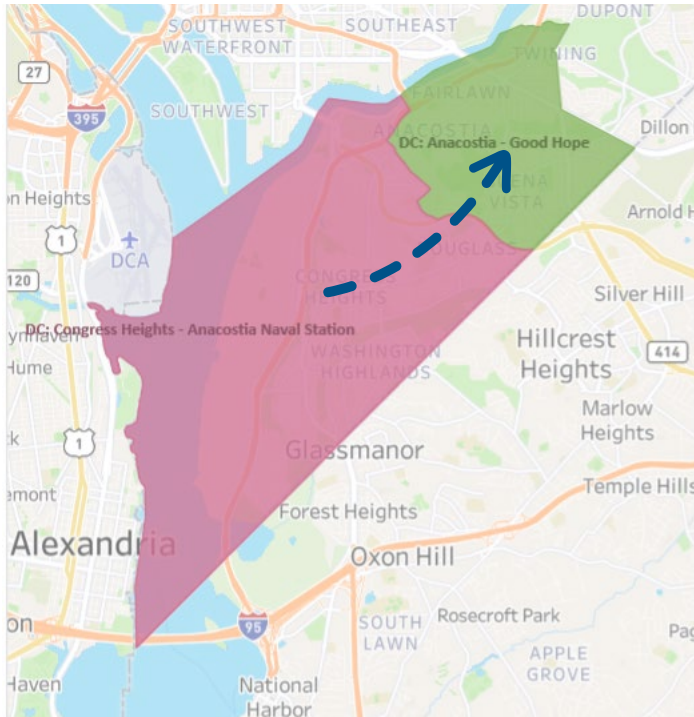 DUPONT
SOUTHWEST
WATERFRONT
SOUTHEAST
TWINING
27
395
SOUTHWEST
FAIRLAWN
ANACOSTIA
DC: Anacostia - Good Hope
Dillon
n Heights
1
DCA
VISTA
Arnold H
120
CONGRESS
HEIGHTS
Silver Hill
DC: Congress Heights - Anacostia Naval Station
Hume
WASHINGTON
HIGHLANDS
Hillcrest
Heights
414
Marlow
Heights
1
Glassmanor
emont
Temple Hills
Forest Heights
Alexandria
Oxon Hill
on
95
SOUTH
LAWN
Rosecroft Park
Pag
APPLE
GROVE
Haven
National
Harbor